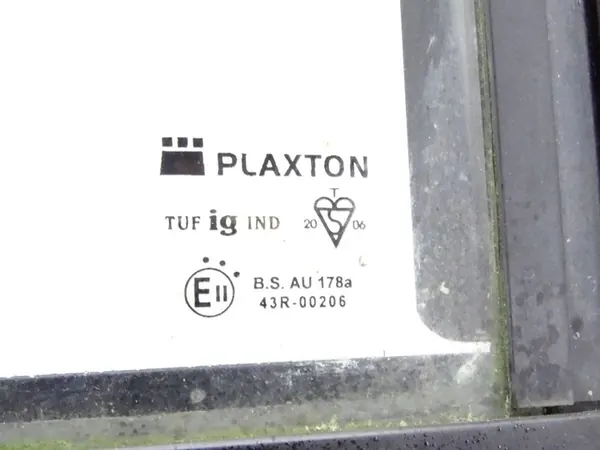 PLAXTON
TUF ig IND
T
20 06
E11
B.S. AU 178a
43R-00206